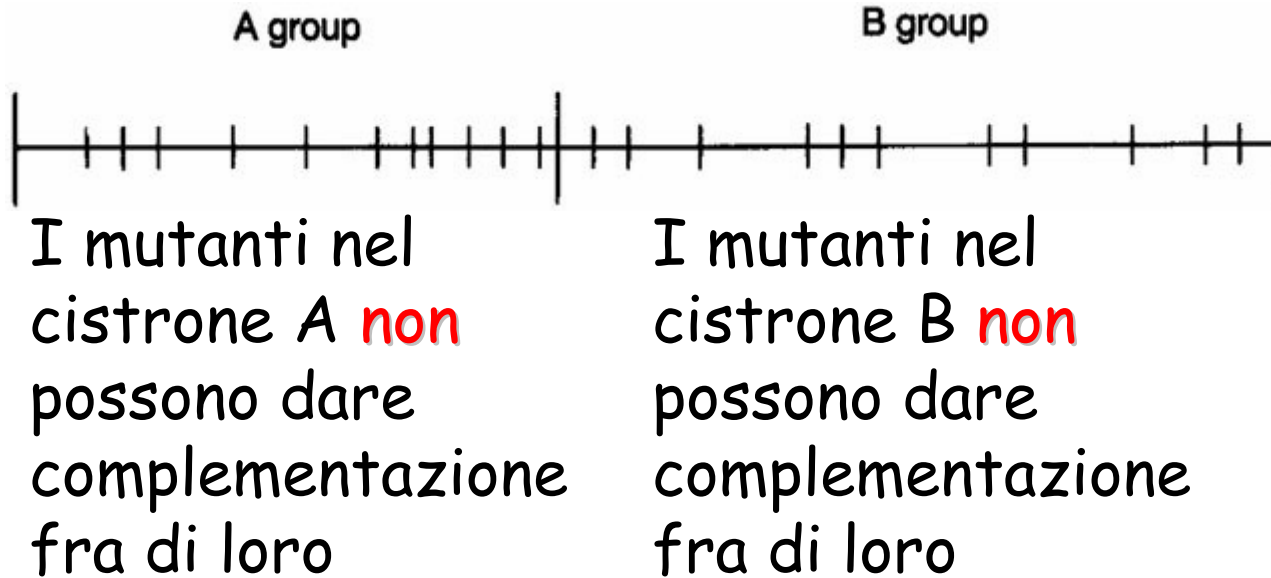 A group
B group
I mutanti nel
cistrone A non
possono dare
complementazione
fra di loro
I mutanti nel
cistrone B non
possono dare
complementazione
fra di loro